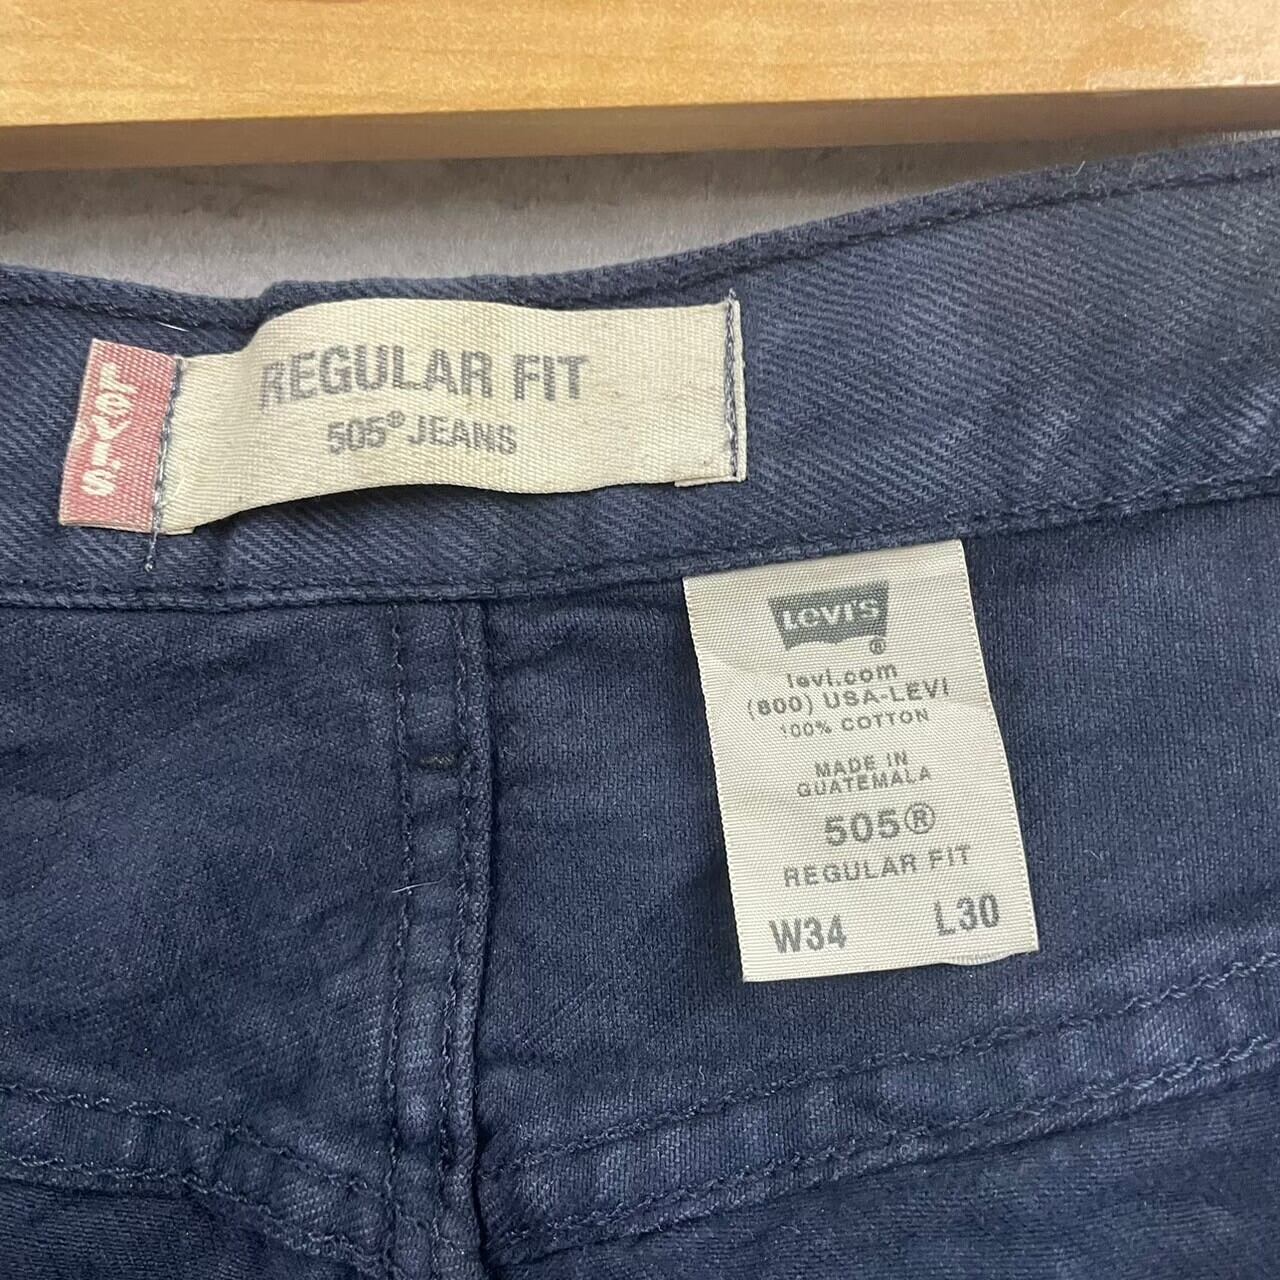 LEVI'S
REGULAR FIT
505® JEANS
LEVI'S
®
levi.com
(800) USA-LEVI
100% COTTON
MADE IN
GUATEMALA
505®
REGULAR FIT
W34 L30